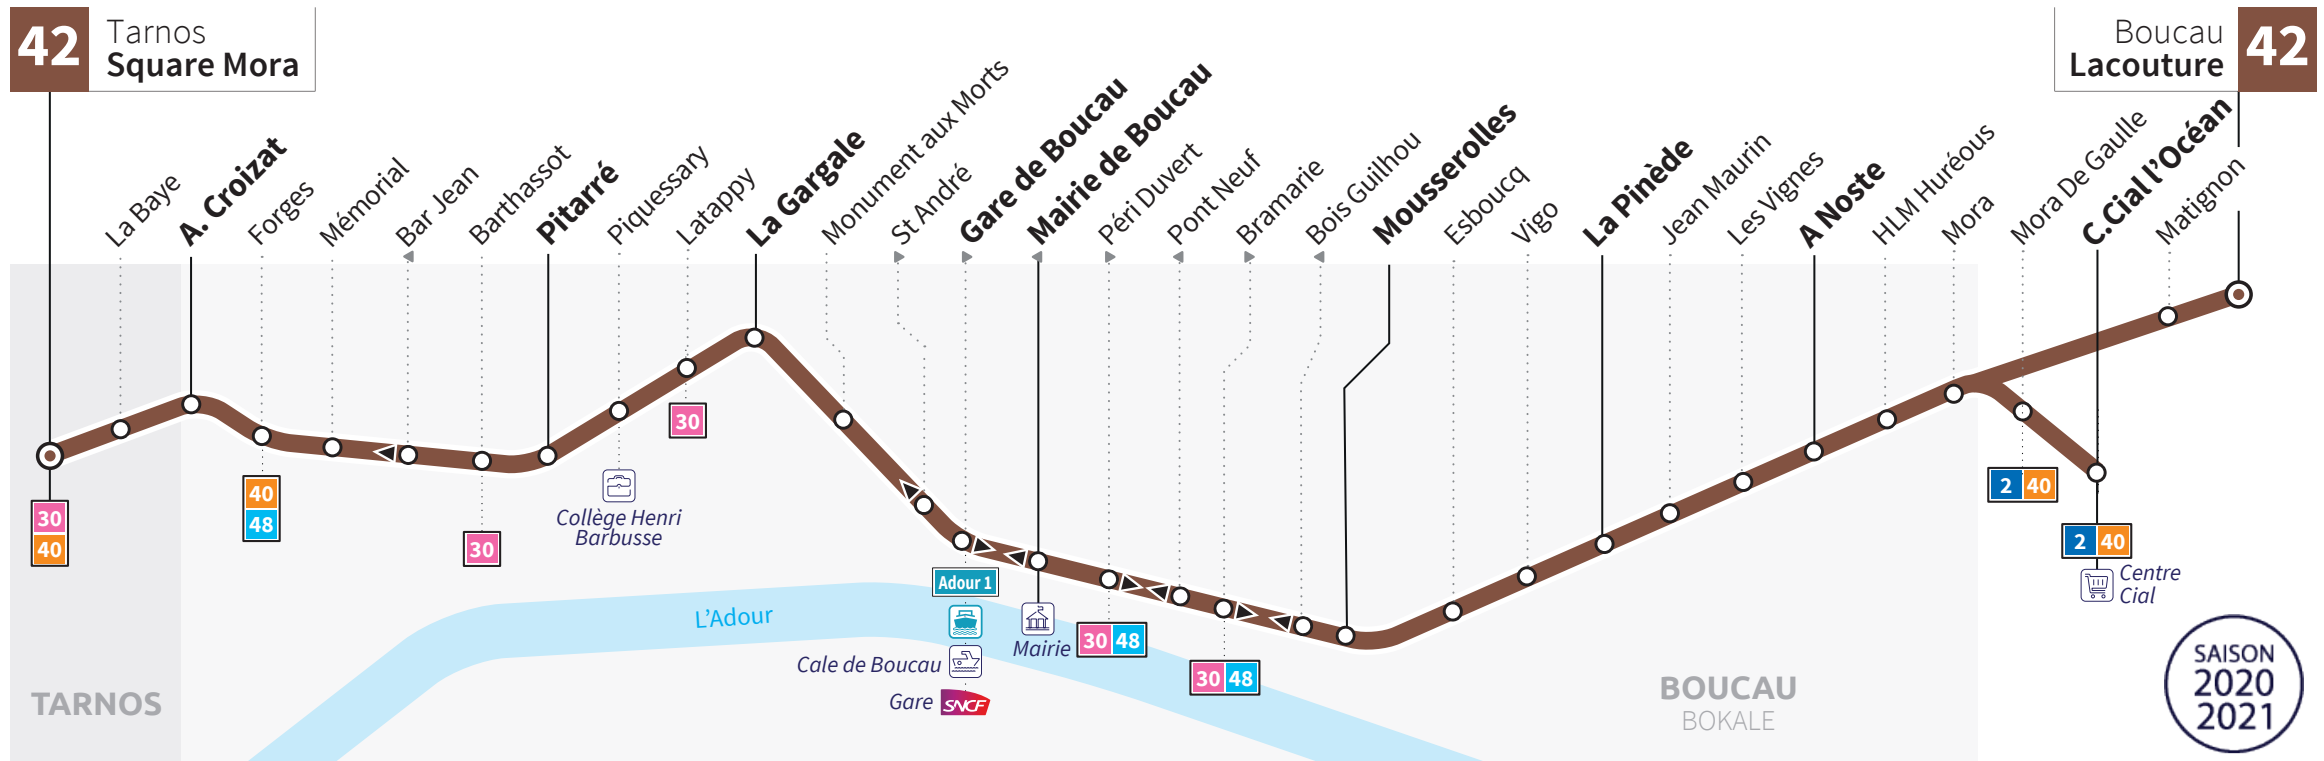 42
Tarnos
Square Mora
Boucau
Lacouture
42
La Baye
A. Croizat
Forges
Mémorial
Bar Jean
Barthassot
Pitarré
Piquessary
Latappy
La Gargale
Monument aux Morts
St André
Gare de Boucau
Mairie de Boucau
Péri Duvert
Pont Neuf
Bramarie
Bois Guilhou
Mousserolles
Esboucq
Vigo
La Pinède
Jean Maurin
Les Vignes
A Noste
HLM Huréous
Mora
Mora De Gaulle
C.Cial l'Océan
Matignon
30
40
40
48
30
Collège Henri
Barbusse
30
Adour 1
Cale de Boucau
Gare
SNCF
Mairie
30 48
30 48
2 40
2 40
Centre
Cial
L'Adour
TARNOS
BOUCAU
BOKALE
SAISON
2020
2021